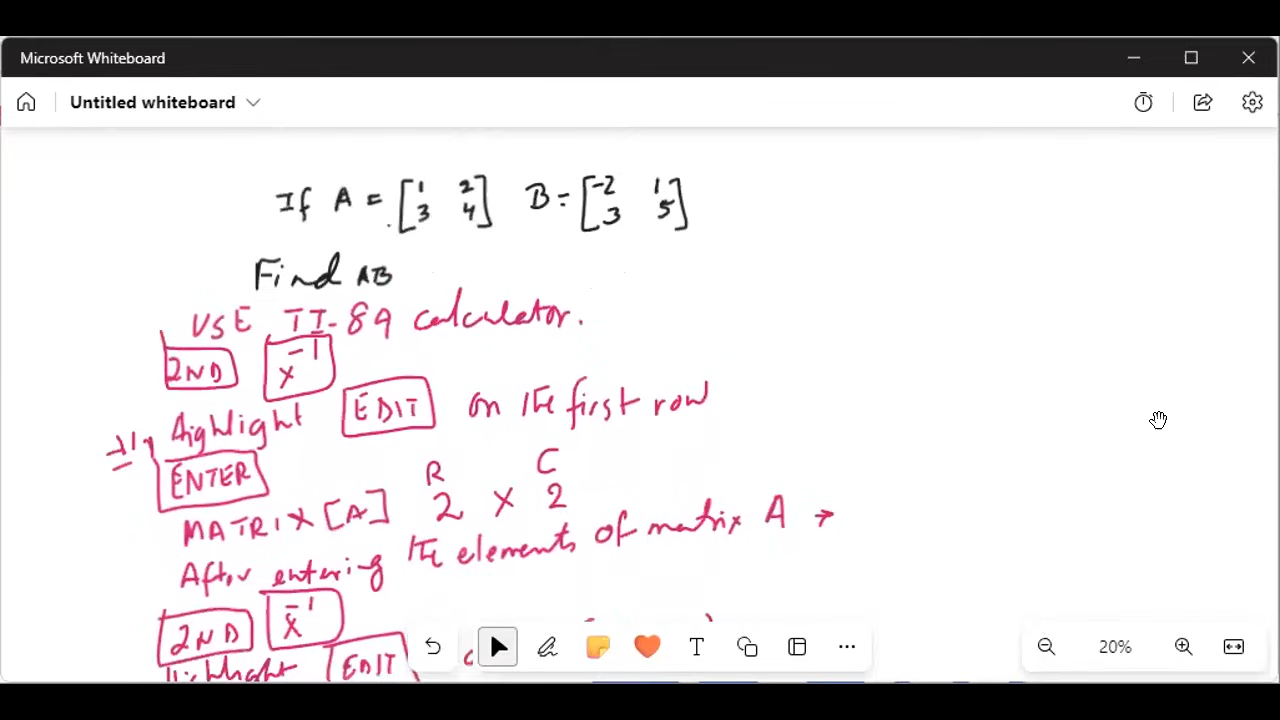 Microsoft Whiteboard
Untitled whiteboard
If A = [1 2 B = [-2 1
3 4] 3 5]
Find AB
USE TI-89 calculator.
2ND x⁻¹
Highlight EDIT on the first row
ENTER
R C
MATRIX [A] 2 x 2
After entering the elements of matrix A →
2ND x⁻¹
Highlight EDIT
T
20%